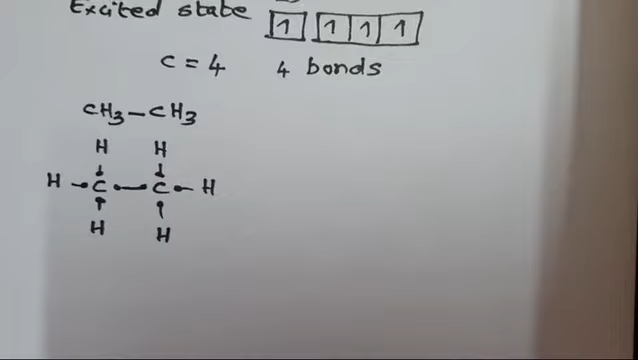 Excited state 1 1 1 1
C = 4 4 bonds
CH3-CH3
H H
H-C-C-H
H H